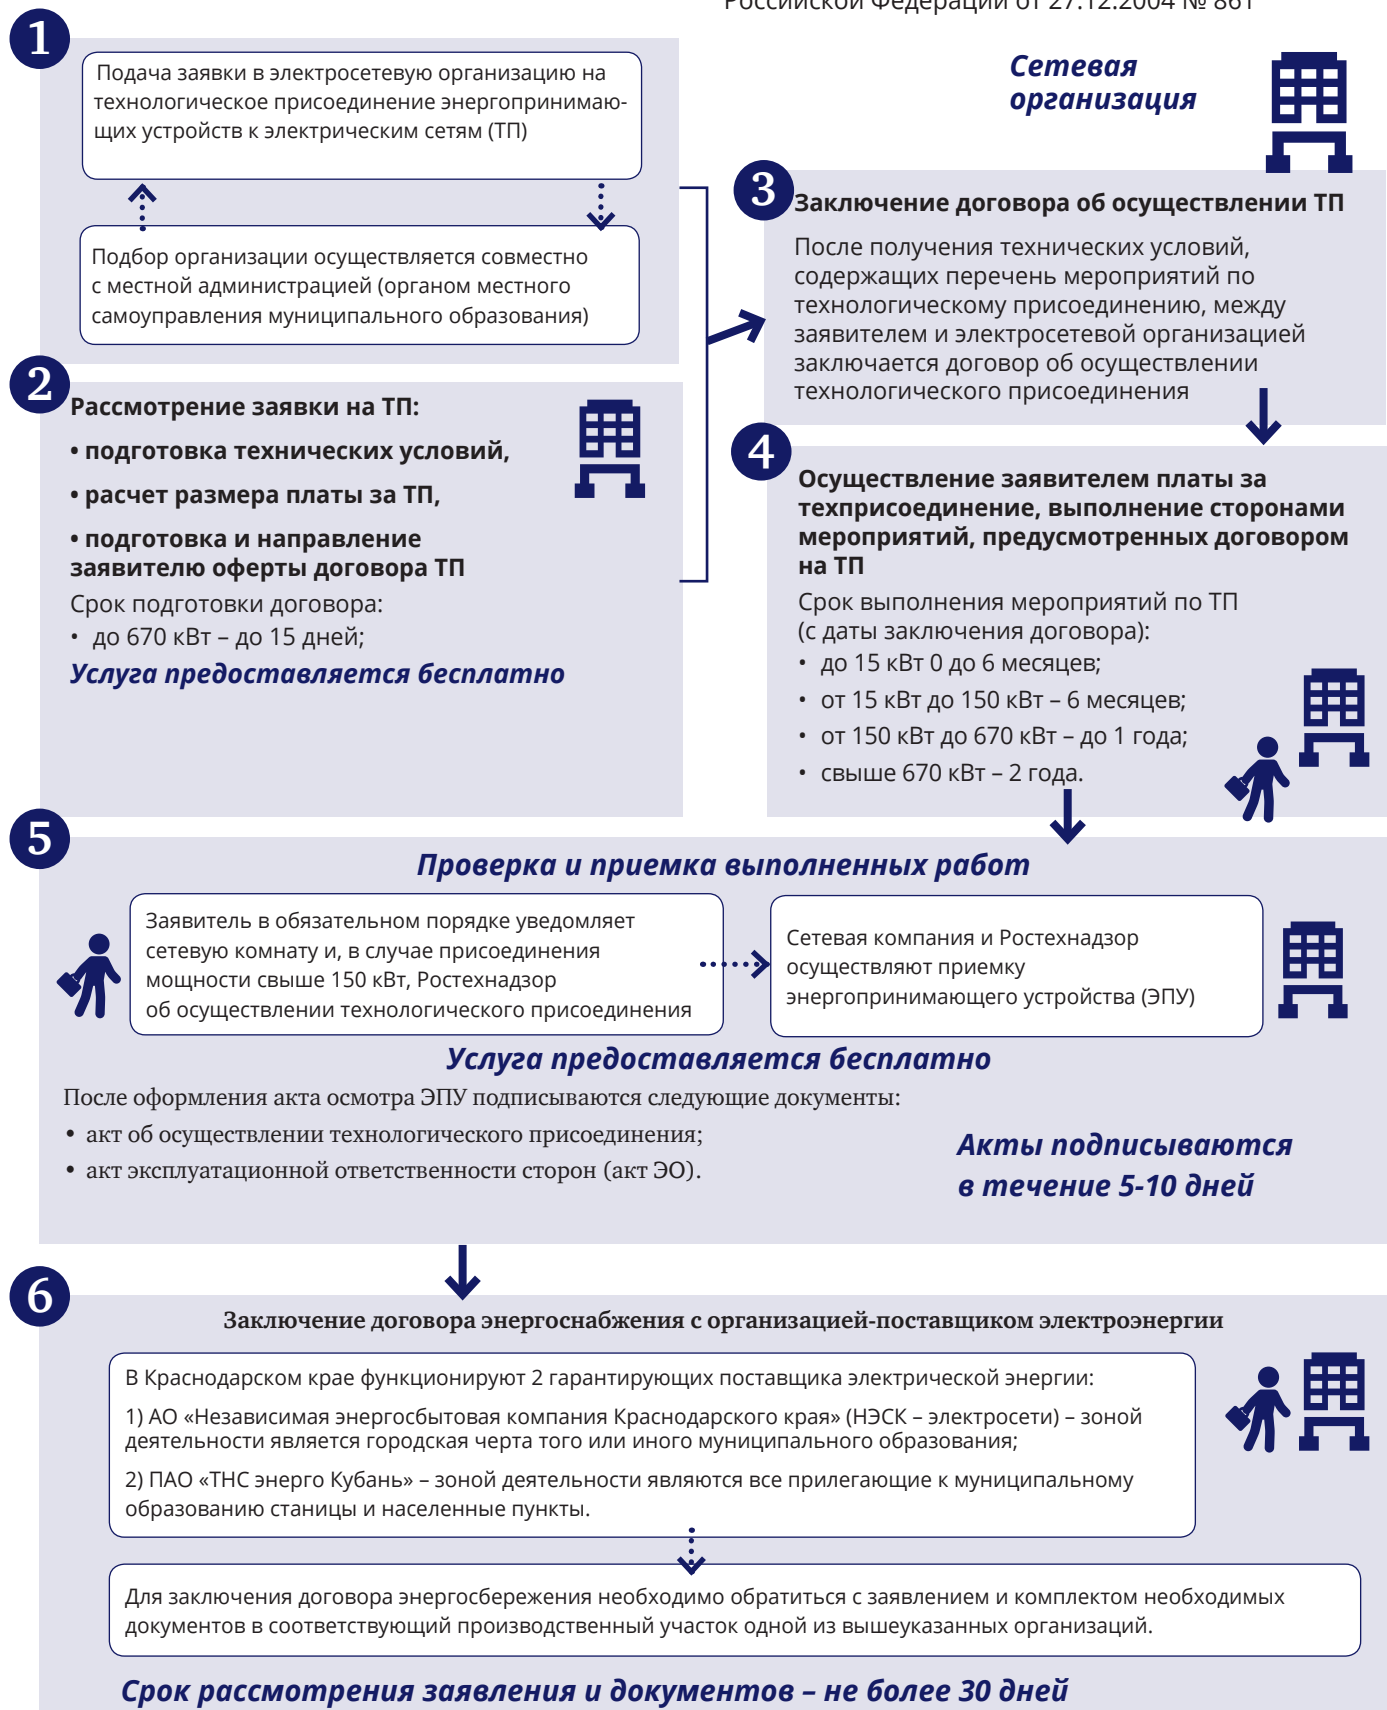 Российской Федерации от 27.12.2004 № 861
Сетевая
организация
1
Подача заявки в электросетевую организацию на
технологическое присоединение энергопринимаю-
щих устройств к электрическим сетям (ТП)
Подбор организации осуществляется совместно
с местной администрацией (органом местного
самоуправления муниципального образования)
2
Рассмотрение заявки на ТП:
• подготовка технических условий,
• расчет размера платы за ТП,
• подготовка и направление
заявителю оферты договора ТП
Срок подготовки договора:
• до 670 кВт – до 15 дней;
Услуга предоставляется бесплатно
3
Заключение договора об осуществлении ТП
После получения технических условий,
содержащих перечень мероприятий по
технологическому присоединению, между
заявителем и электросетевой организацией
заключается договор об осуществлении
технологического присоединения
4
Осуществление заявителем платы за
техприсоединение, выполнение сторонами
мероприятий, предусмотренных договором
на ТП
Срок выполнения мероприятий по ТП
(с даты заключения договора):
• до 15 кВт 0 до 6 месяцев;
• от 15 кВт до 150 кВт – 6 месяцев;
• от 150 кВт до 670 кВт – до 1 года;
• свыше 670 кВт – 2 года.
5
Проверка и приемка выполненных работ
Заявитель в обязательном порядке уведомляет
сетевую комнату и, в случае присоединения
мощности свыше 150 кВт, Ростехнадзор
об осуществлении технологического присоединения
Сетевая компания и Ростехнадзор
осуществляют приемку
энергопринимающего устройства (ЭПУ)
Услуга предоставляется бесплатно
После оформления акта осмотра ЭПУ подписываются следующие документы:
• акт об осуществлении технологического присоединения;
• акт эксплуатационной ответственности сторон (акт ЭО).
Акты подписываются
в течение 5-10 дней
6
Заключение договора энергоснабжения с организацией-поставщиком электроэнергии
В Краснодарском крае функционируют 2 гарантирующих поставщика электрической энергии:
1) АО «Независимая энергосбытовая компания Краснодарского края» (НЭСК – электросети) – зоной
деятельности является городская черта того или иного муниципального образования;
2) ПАО «ТНС энерго Кубань» – зоной деятельности являются все прилегающие к муниципальному
образованию станицы и населенные пункты.
Для заключения договора энергосбережения необходимо обратиться с заявлением и комплектом необходимых
документов в соответствующий производственный участок одной из вышеуказанных организаций.
Срок рассмотрения заявления и документов – не более 30 дней